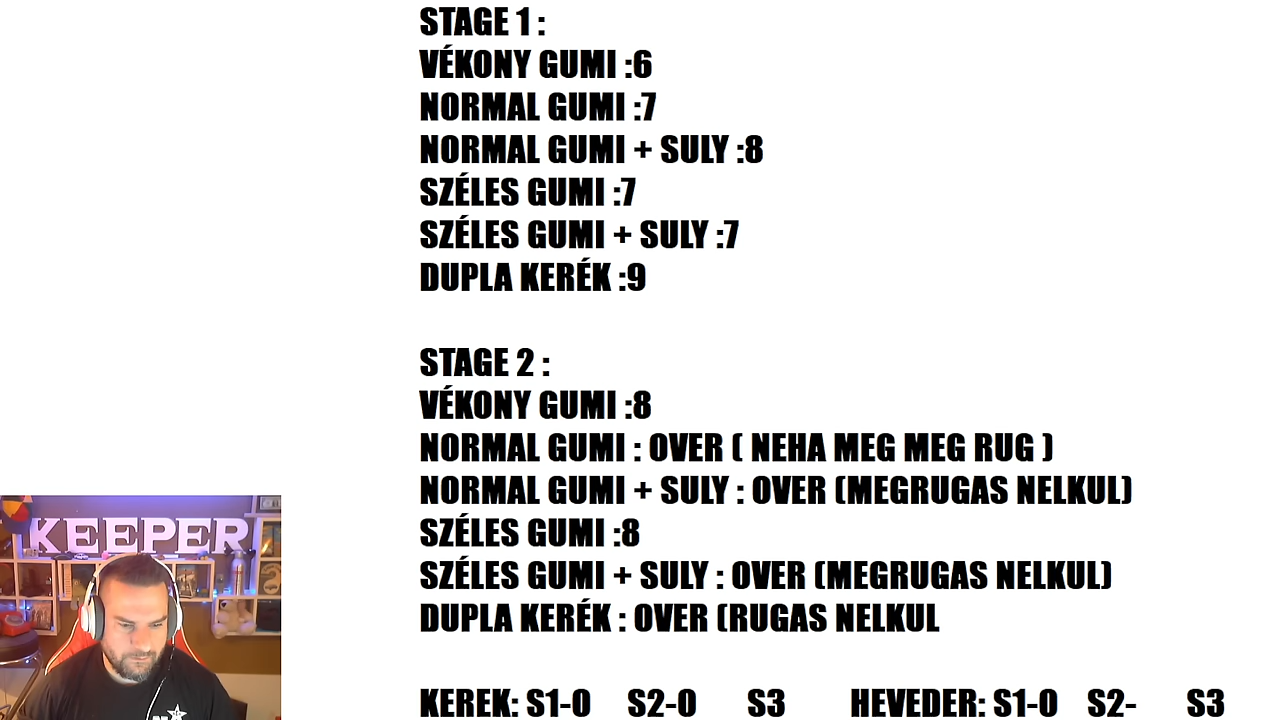 STAGE 1 :
VÉKONY GUMI :6
NORMAL GUMI :7
NORMAL GUMI + SULY :8
SZÉLES GUMI :7
SZÉLES GUMI + SULY :7
DUPLA KERÉK :9
STAGE 2 :
VÉKONY GUMI :8
NORMAL GUMI : OVER ( NEHA MEG MEG RUG )
NORMAL GUMI + SULY : OVER (MEGRUGAS NELKUL)
SZÉLES GUMI :8
SZÉLES GUMI + SULY : OVER (MEGRUGAS NELKUL)
DUPLA KERÉK : OVER (RUGAS NELKUL
KEREK: S1-0 S2-0 S3 HEVEDER: S1-0 S2- S3
KEEPER